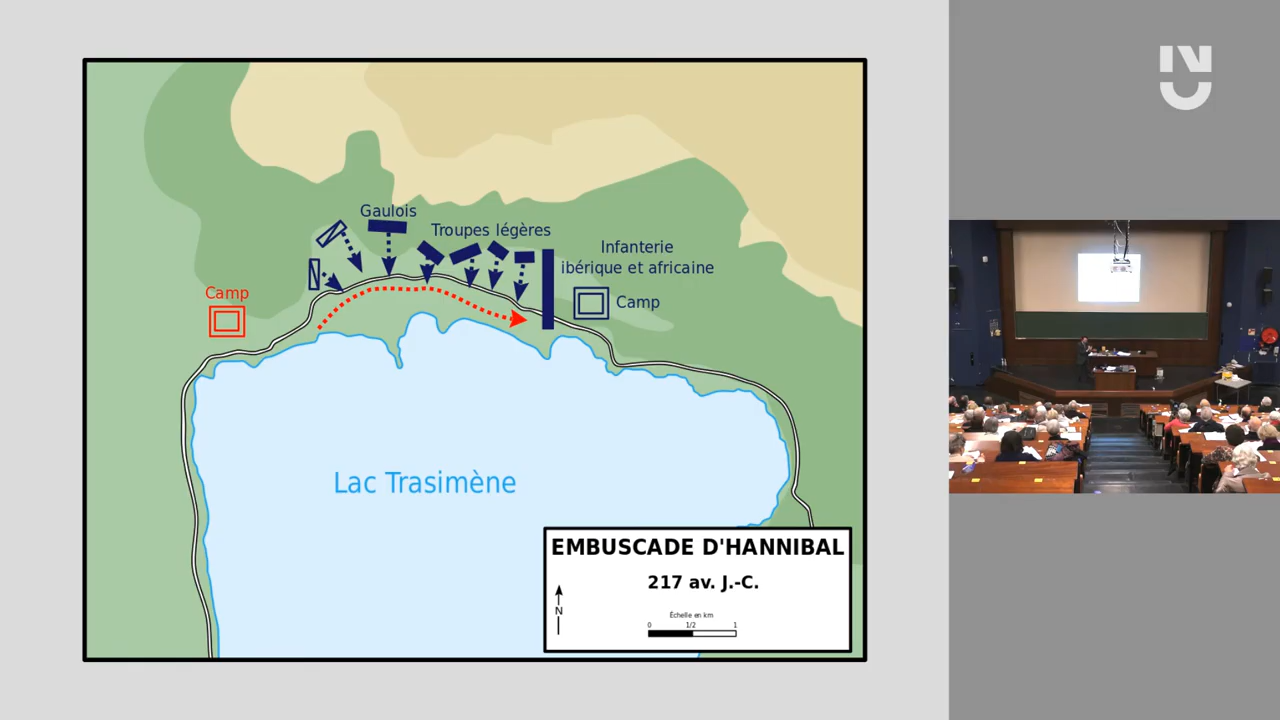 Gaulois
Troupes légères
Infanterie
ibérique et africaine
Camp
Camp
Lac Trasimène
EMBUSCADE D'HANNIBAL
217 av. J.-C.
N
Échelle en km
0 1/2 1